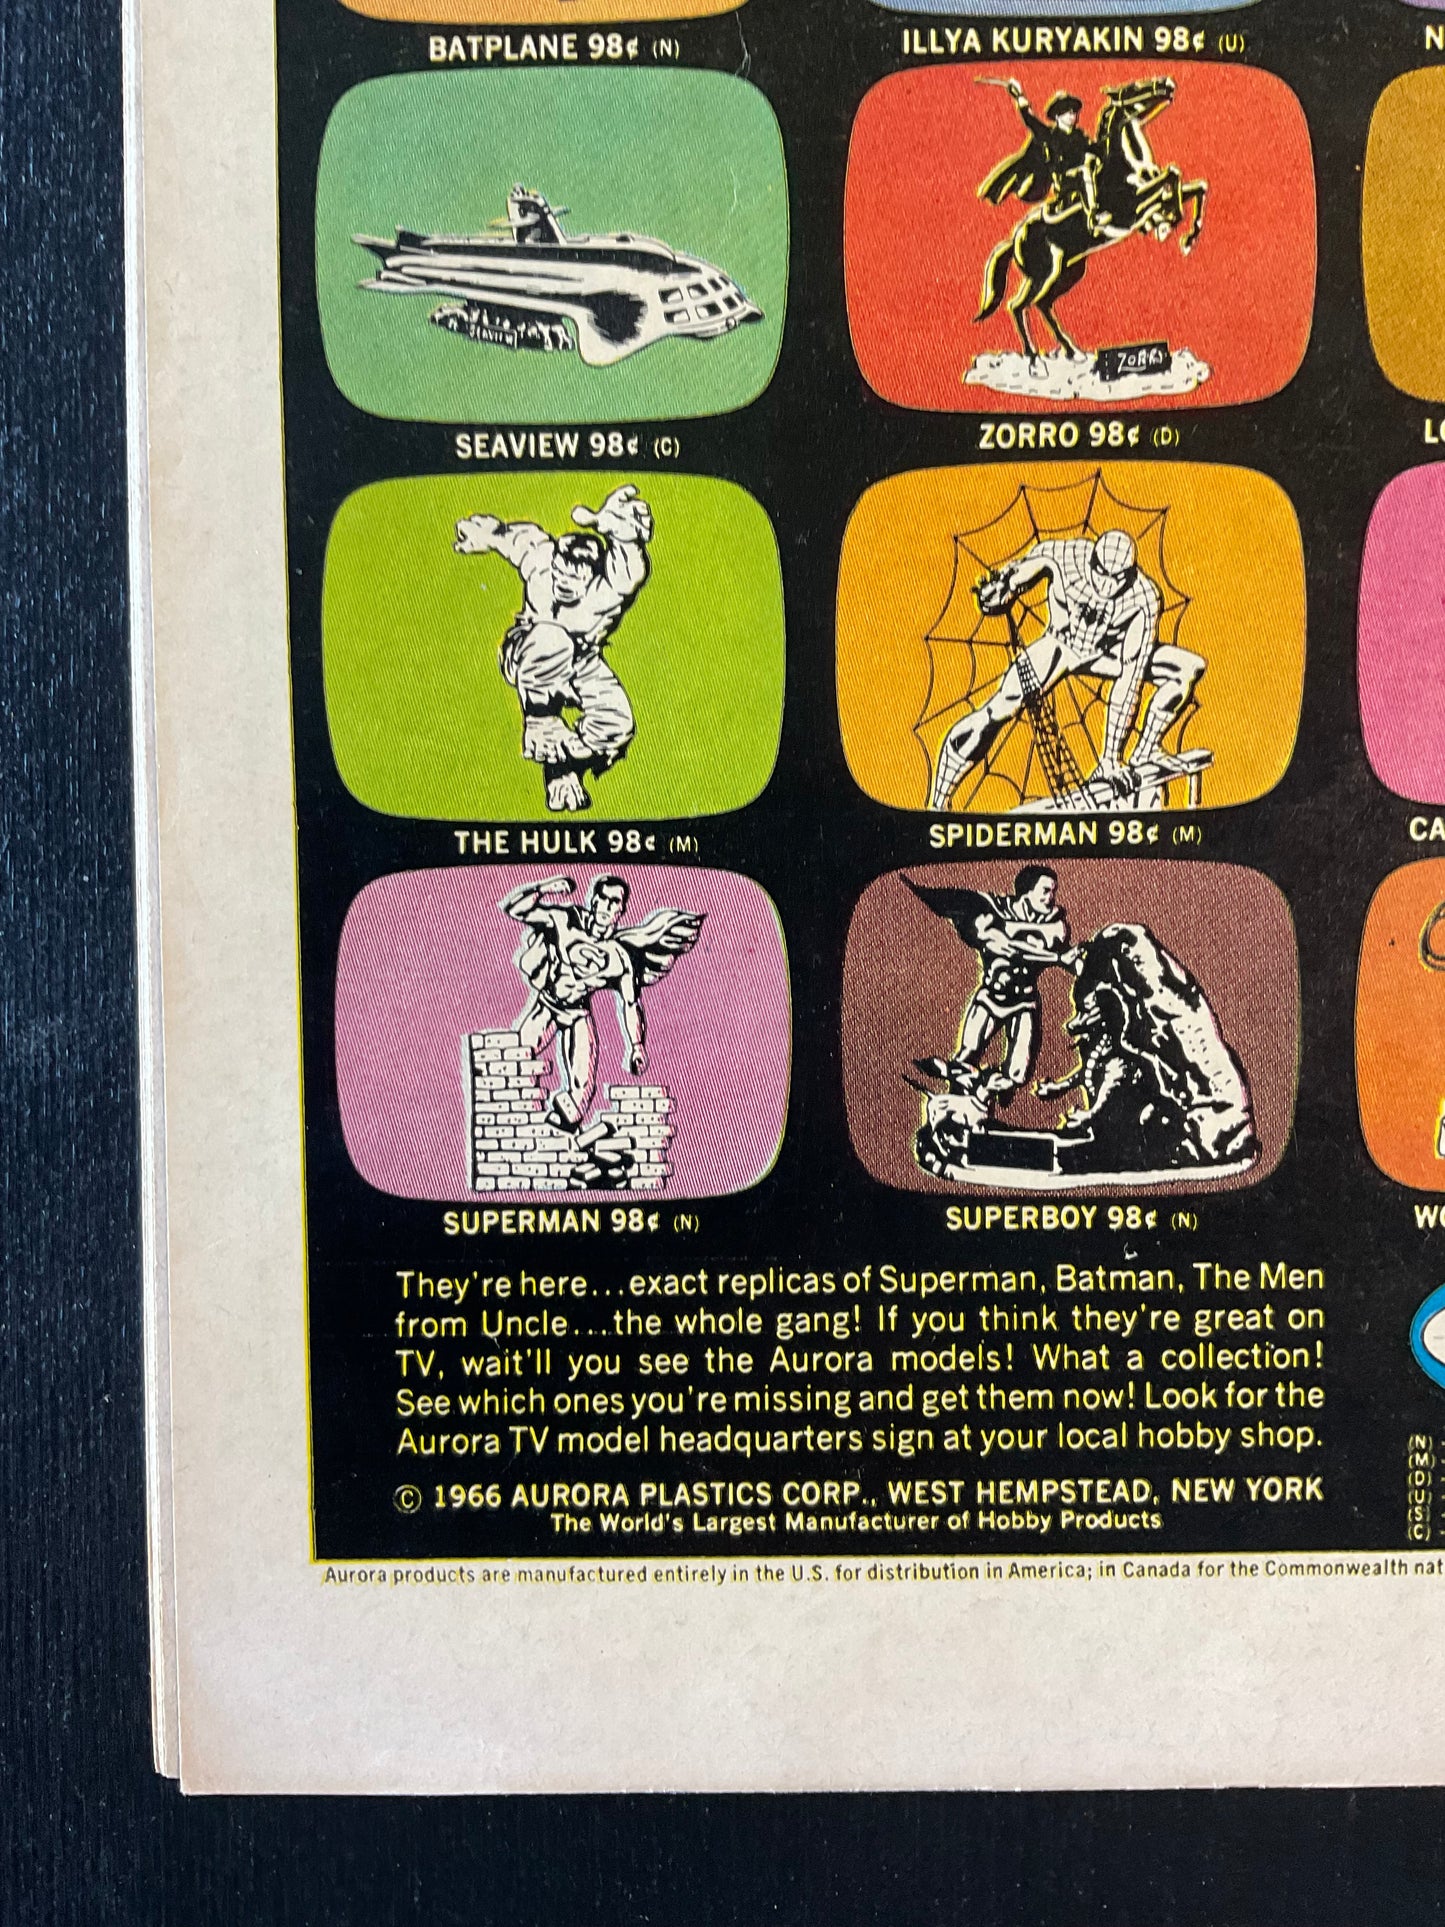 BATPLANE 98¢ (N)
ILLYA KURYAKIN 98¢ (U)
N
SEAVIEW
ZORRO
SEAVIEW 98¢ (C)
ZORRO 98¢ (D)
THE HULK 98¢ (M)
SPIDERMAN 98¢ (M)
CA
S
SUPERMAN 98¢ (N)
SUPERBOY 98¢ (N)
They're here...exact replicas of Superman, Batman, The Men
from Uncle....the whole gang! If you think they're great on
TV, wait'll you see the Aurora models! What a collection!
See which ones you're missing and get them now! Look for the
Aurora TV model headquarters sign at your local hobby shop.
© 1966 AURORA PLASTICS CORP., WEST HEMPSTEAD, NEW YORK
The World's Largest Manufacturer of Hobby Products
(N) -
(M) -
(D) -
(U) -
(S) -
(C) -
Aurora products are manufactured entirely in the U.S. for distribution in America; in Canada for the Commonwealth nat